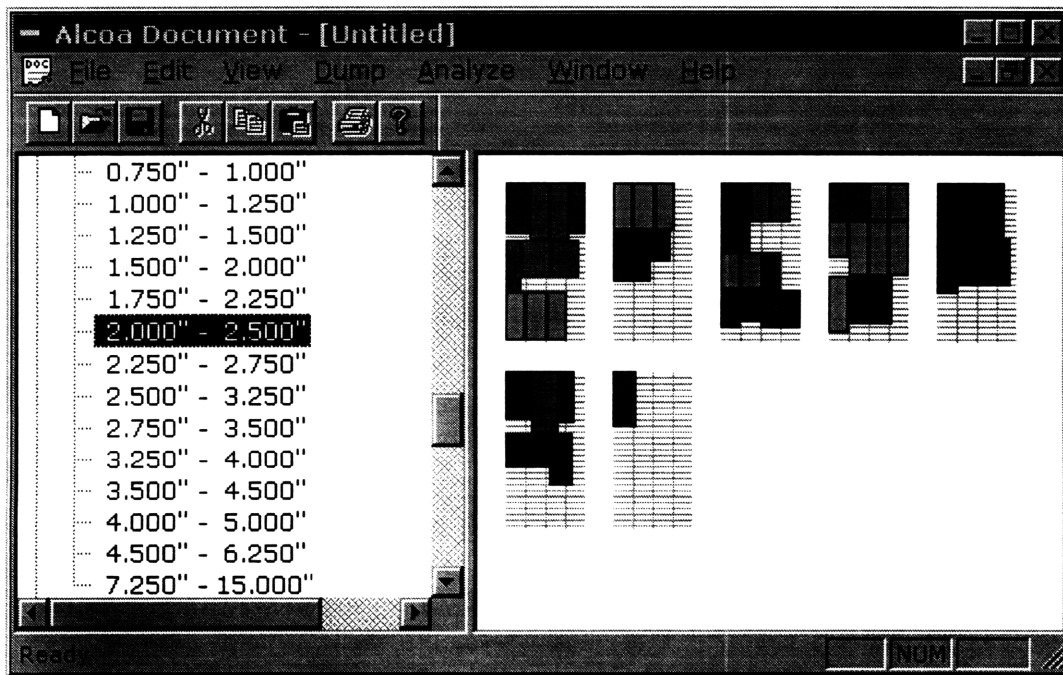 Alcoa Document - [Untitled]
DOC File Edit View Dump Analyze Window Help
?
0.750" - 1.000"
1.000" - 1.250"
1.250" - 1.500"
1.500" - 2.000"
1.750" - 2.250"
2.000" - 2.500"
2.250" - 2.750"
2.500" - 3.250"
2.750" - 3.500"
3.250" - 4.000"
3.500" - 4.500"
4.000" - 5.000"
4.500" - 6.250"
7.250" - 15.000"
Ready NUM